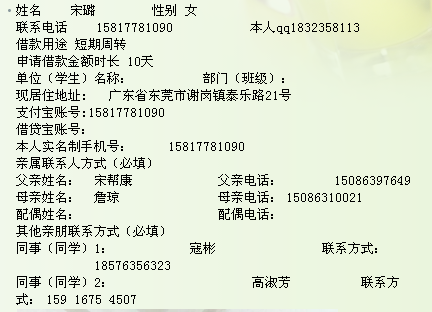 姓名 宋璐 性别 女
联系电话 15817781090 本人qq1832358113
借款用途 短期周转
申请借款金额时长 10天
单位（学生）名称： 部门（班级）：
现居住地址： 广东省东莞市谢岗镇泰乐路21号
支付宝账号:15817781090
借贷宝账号:
本人实名制手机号： 15817781090
亲属联系人方式（必填）
父亲姓名： 宋帮康 父亲电话： 15086397649
母亲姓名： 詹琼 母亲电话： 15086310021
配偶姓名： 配偶电话：
其他亲朋联系方式（必填）
同事（同学）1： 寇彬 联系方式：
18576356323
同事（同学）2： 高淑芳 联系方
式： 159 1675 4507